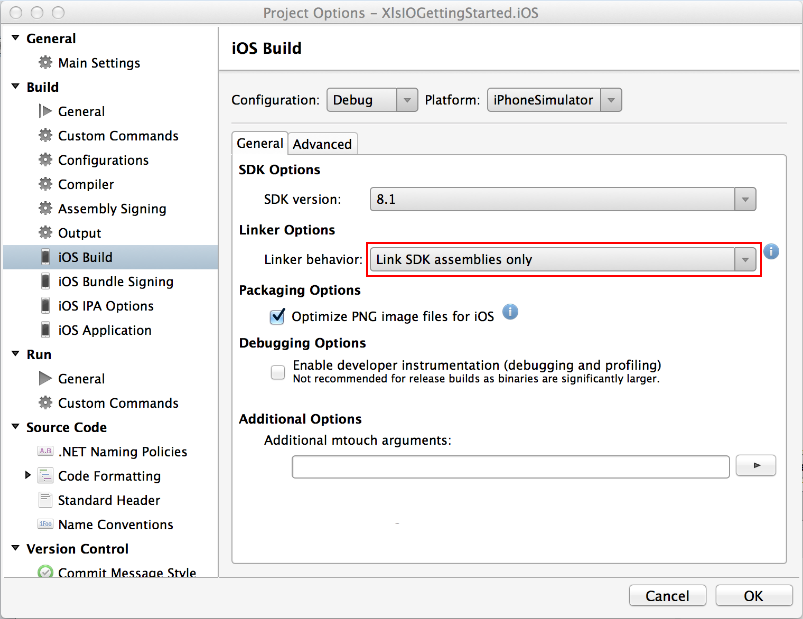 Project Options – XlsIOGettingStarted.iOS
General
Main Settings
Build
General
Custom Commands
Configurations
Compiler
Assembly Signing
Output
iOS Build
iOS Bundle Signing
iOS IPA Options
iOS Application
Run
General
Custom Commands
Source Code
A.B .NET Naming Policies
Code Formatting
Standard Header
Name Conventions
Version Control
Commit Message Style
iOS Build
Configuration: Debug Platform: iPhoneSimulator
General Advanced
SDK Options
SDK version: 8.1
Linker Options
Linker behavior: Link SDK assemblies only i
Packaging Options
Optimize PNG image files for iOS i
Debugging Options
Enable developer instrumentation (debugging and profiling)
Not recommended for release builds as binaries are significantly larger.
Additional Options
Additional mtouch arguments:
Cancel OK